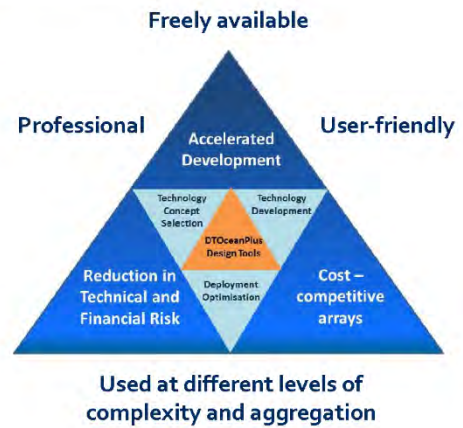 Freely available
Professional
User-friendly
Accelerated
Development
Technology
Concept
Selection
Technology
Development
DTOceanPlus
Design Tools
Reduction in
Technical and
Financial Risk
Deployment
Optimisation
Cost –
competitive
arrays
Used at different levels of
complexity and aggregation